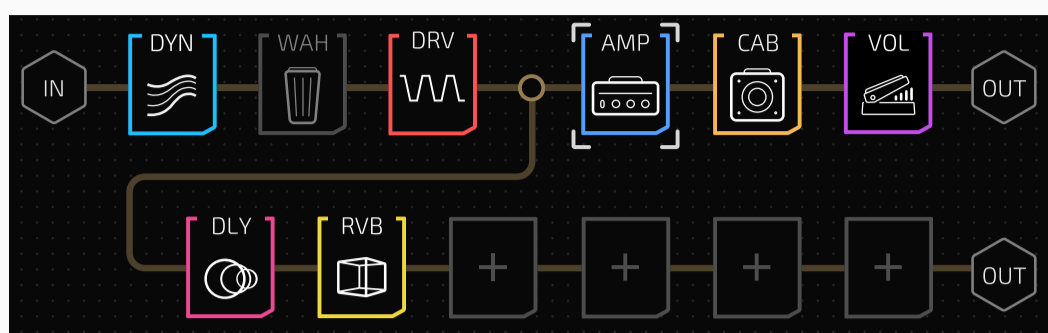 IN
DYN
WAH
DRV
AMP
CAB
VOL
OUT
DLY
RVB
+
+
+
+
OUT